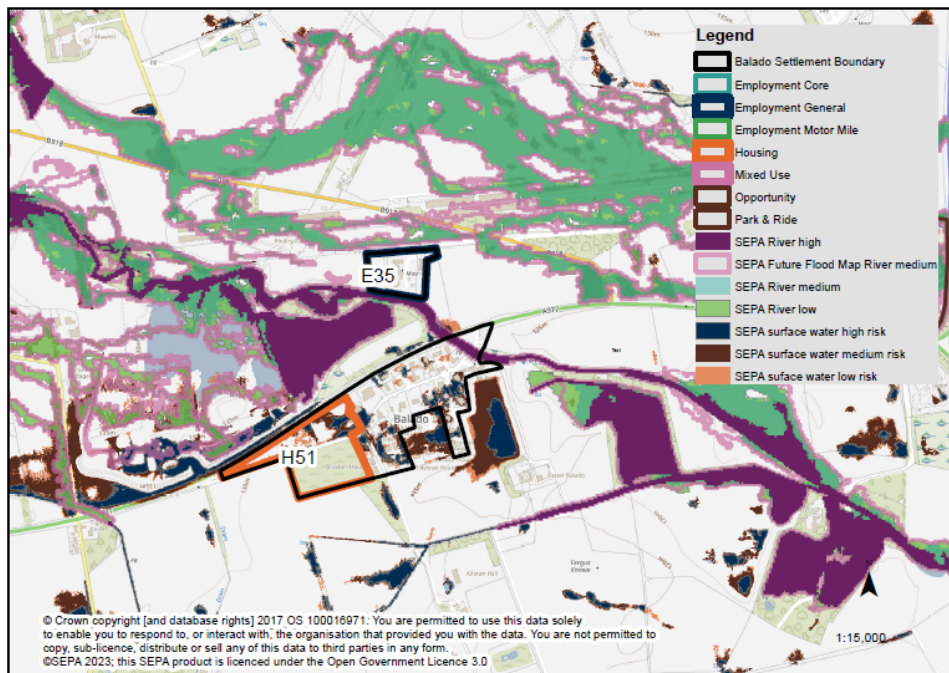 Legend
Balado Settlement Boundary
Employment Core
Employment General
Employment Motor Mile
Housing
Mixed Use
Opportunity
Park & Ride
SEPA River high
SEPA Future Flood Map River medium
SEPA River medium
SEPA River low
SEPA surface water high risk
SEPA surface water medium risk
SEPA suface water low risk
B918
E35
A977
Balado
H51
1:15,000
© Crown copyright [and database rights] 2017 OS 100016971. You are permitted to use this data solely
to enable you to respond to, or interact with, the organisation that provided you with the data. You are not permitted to
copy, sub-licence, distribute or sell any of this data to third parties in any form.
©SEPA 2023; this SEPA product is licenced under the Open Government Licence 3.0